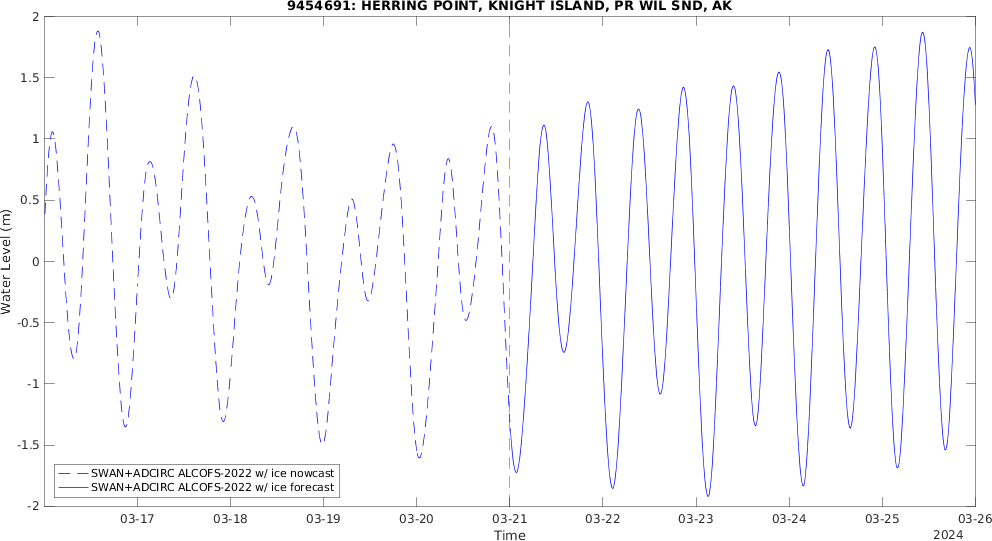 9454691: HERRING POINT, KNIGHT ISLAND, PR WIL SND, AK
2
1.5
1
0.5
0
-0.5
-1
-1.5
-2
Water Level (m)
SWAN+ADCIRC ALCOFS-2022 w/ ice nowcast
SWAN+ADCIRC ALCOFS-2022 w/ ice forecast
03-17 03-18 03-19 03-20 03-21 03-22 03-23 03-24 03-25 03-26
Time
2024